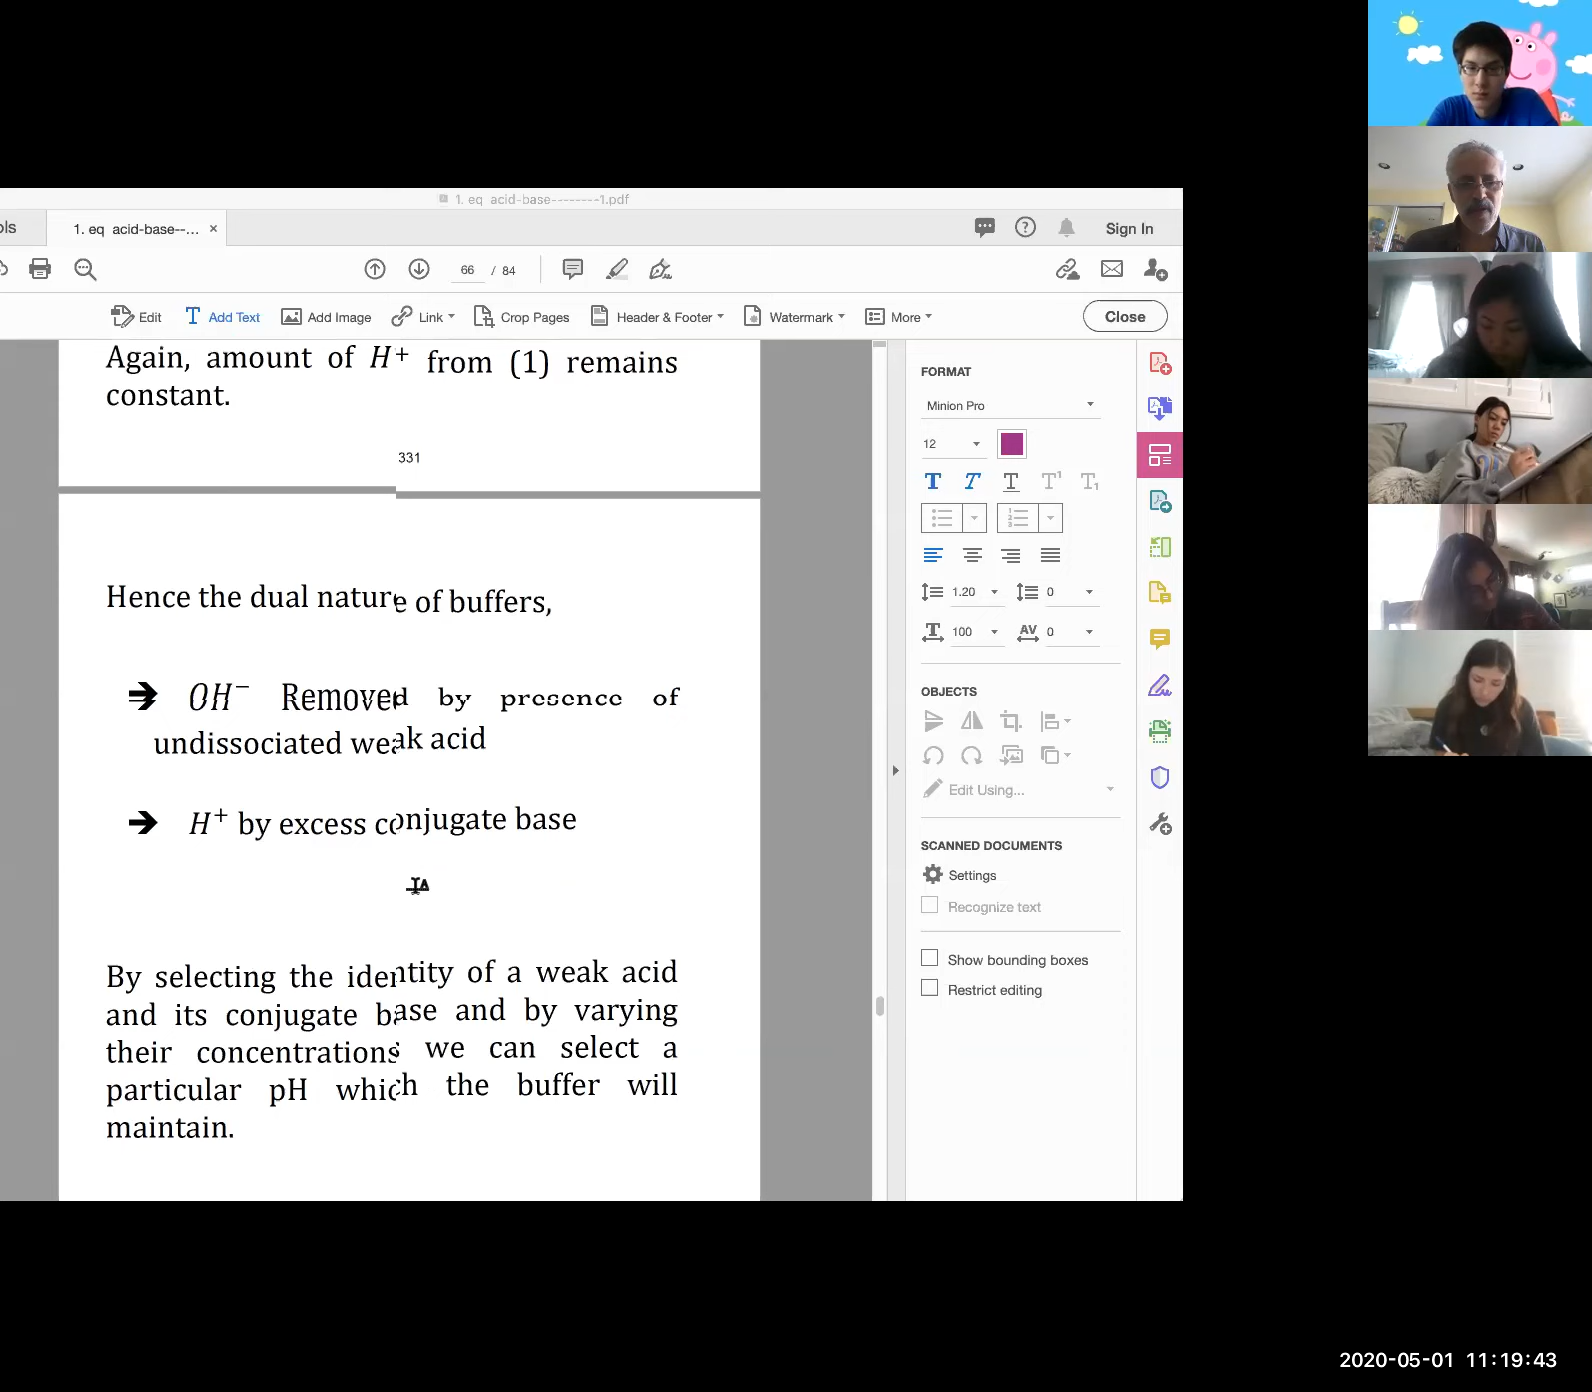 1. eq acid-base--------1.pdf
ols
1. eq acid-base--... ×
Sign In
66 / 84
Edit Add Text Add Image Link Crop Pages Header & Footer Watermark More Close
Again, amount of H+ from (1) remains
constant.
331
Hence the dual nature of buffers,
➔ OH− Removed by presence of
undissociated weak acid
➔ H+ by excess conjugate base
By selecting the identity of a weak acid
and its conjugate base and by varying
their concentrations we can select a
particular pH which the buffer will
maintain.
FORMAT
Minion Pro
12
T T T T1 T1
1.20 0
100 AV 0
OBJECTS
Edit Using...
SCANNED DOCUMENTS
Settings
Recognize text
Show bounding boxes
Restrict editing
2020-05-01 11:19:43